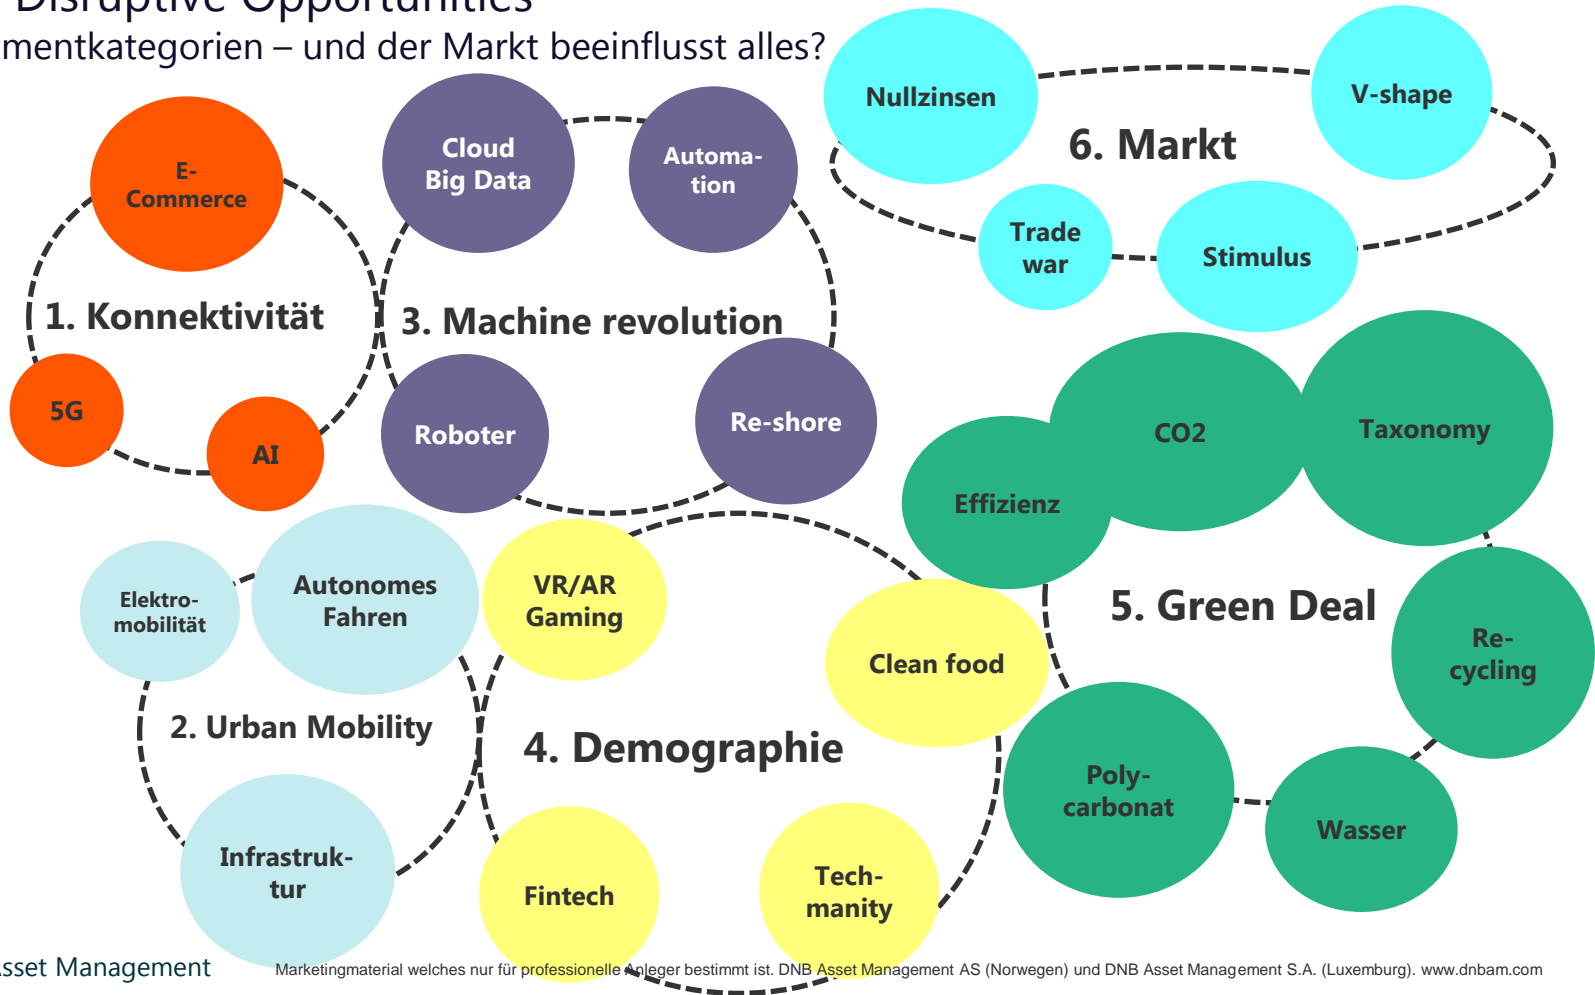 Disruptive Opportunities
mentkategorien – und der Markt beeinflusst alles?
E-
Commerce
1. Konnektivität
5G
AI
Cloud
Big Data
Automa-
tion
3. Machine revolution
Roboter
Re-shore
Nullzinsen
V-shape
6. Markt
Trade
war
Stimulus
Elektro-
mobilität
Autonomes
Fahren
2. Urban Mobility
Infrastruk-
tur
VR/AR
Gaming
Clean food
4. Demographie
Fintech
Tech-
manity
Effizienz
CO2
Taxonomy
5. Green Deal
Re-
cycling
Poly-
carbonat
Wasser
Asset Management
Marketingmaterial welches nur für professionelle Anleger bestimmt ist. DNB Asset Management AS (Norwegen) und DNB Asset Management S.A. (Luxemburg). www.dnbam.com